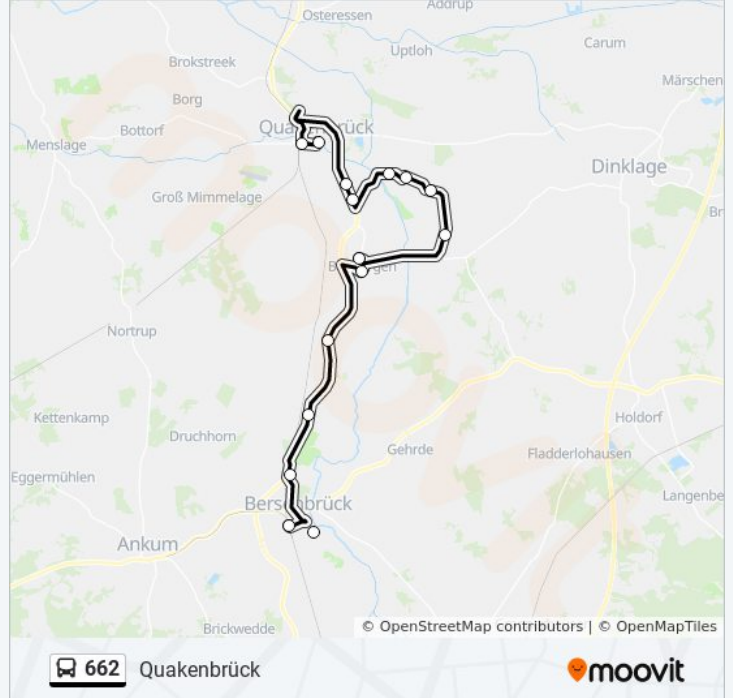 Addrup
Osteressen
Carum
Uptloh
Brokstreek
Märschen
Borg
Quakenbrück
Bottorf
Menslage
Dinklage
Groß Mimmelage
Nortrup
Holdorf
Kettenkamp
Druchhorn
Gehrde
Fladderlohausen
Eggermühlen
Langenbe
Bersenbrück
Ankum
© OpenStreetMap contributors | © OpenMapTiles
Brickwedde
662 Quakenbrück
moovit